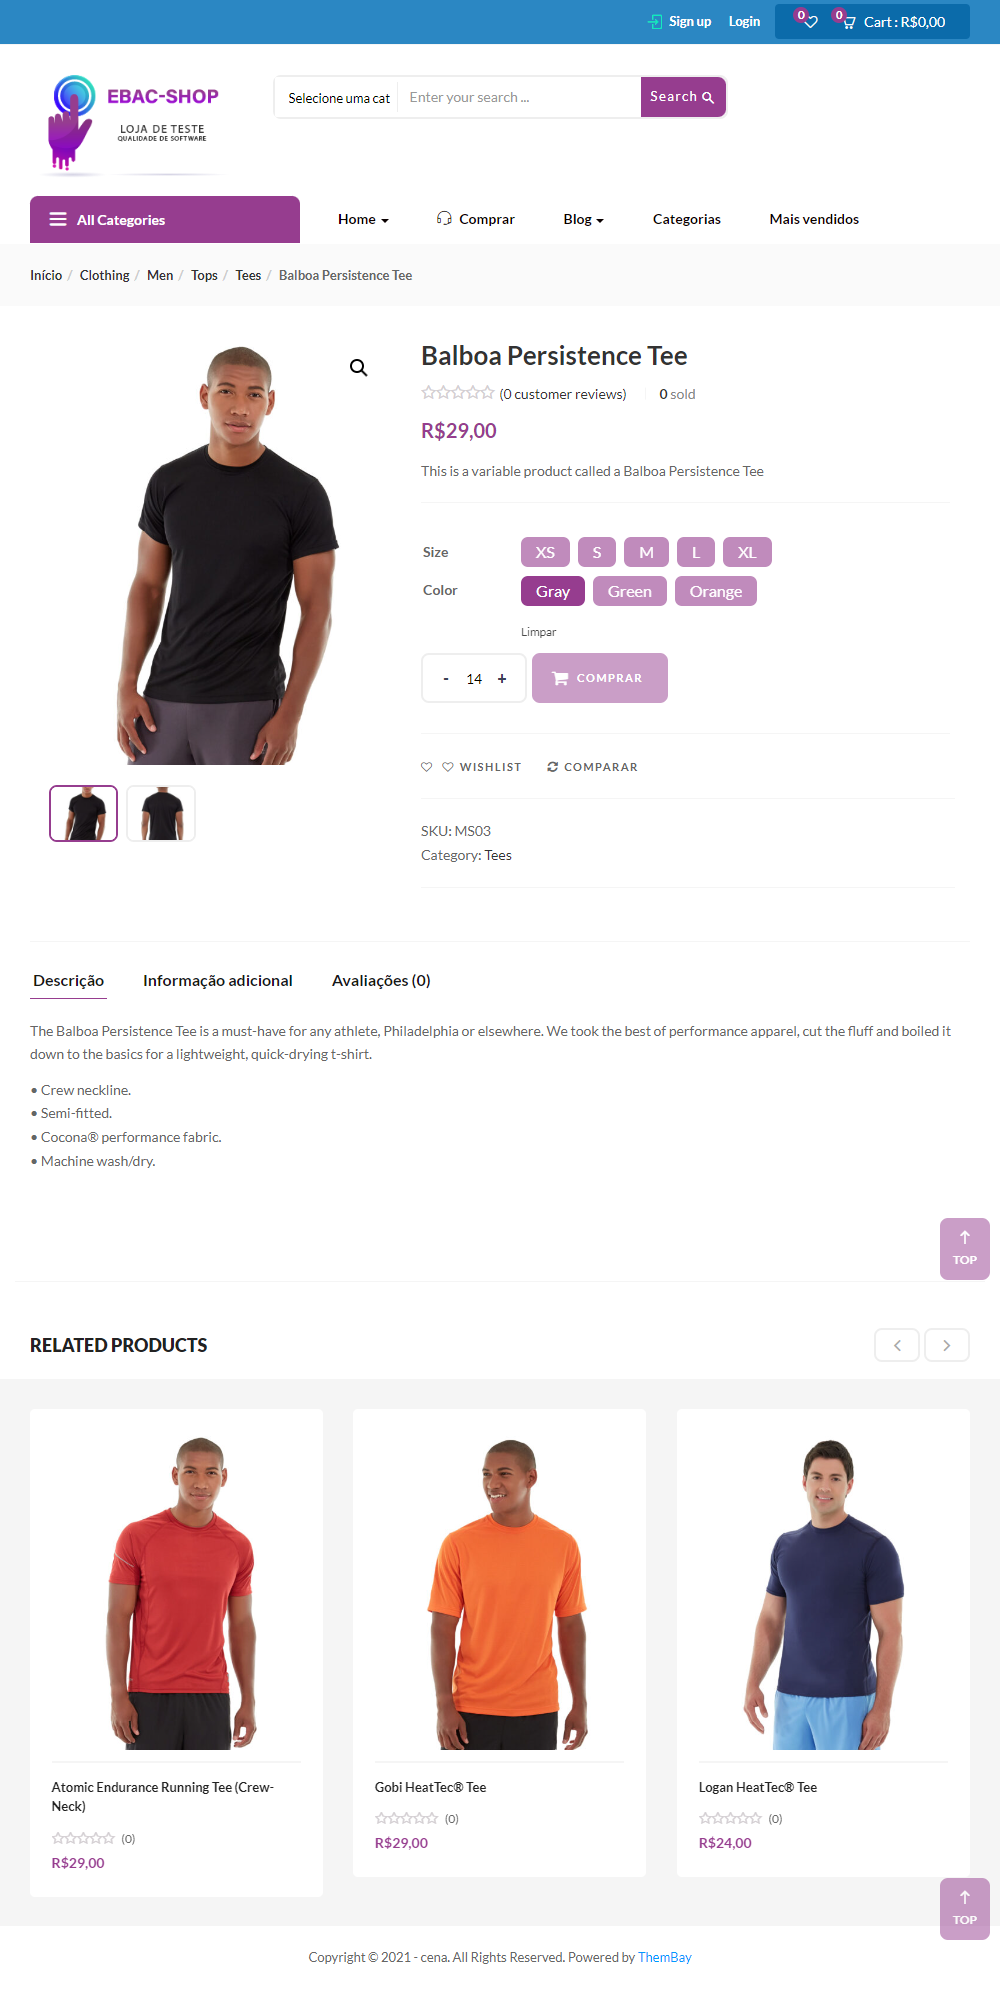 Sign up Login 0 0 Cart : R$0,00
EBAC-SHOP
LOJA DE TESTE
QUALIDADE DE SOFTWARE
Selecione uma cat Enter your search ... Search
All Categories Home Comprar Blog Categorias Mais vendidos
Início / Clothing / Men / Tops / Tees / Balboa Persistence Tee
Balboa Persistence Tee
(0 customer reviews) 0 sold
R$29,00
This is a variable product called a Balboa Persistence Tee
Size XS S M L XL
Color Gray Green Orange
Limpar
- 14 + COMPRAR
WISHLIST COMPARAR
SKU: MS03
Category: Tees
Descrição Informação adicional Avaliações (0)
The Balboa Persistence Tee is a must-have for any athlete, Philadelphia or elsewhere. We took the best of performance apparel, cut the fluff and boiled it
down to the basics for a lightweight, quick-drying t-shirt.
• Crew neckline.
• Semi-fitted.
• Cocona® performance fabric.
• Machine wash/dry.
TOP
RELATED PRODUCTS
Atomic Endurance Running Tee (Crew-
Neck)
(0)
R$29,00
Gobi HeatTec® Tee
(0)
R$29,00
Logan HeatTec® Tee
(0)
R$24,00
TOP
Copyright © 2021 - cena. All Rights Reserved. Powered by ThemBay